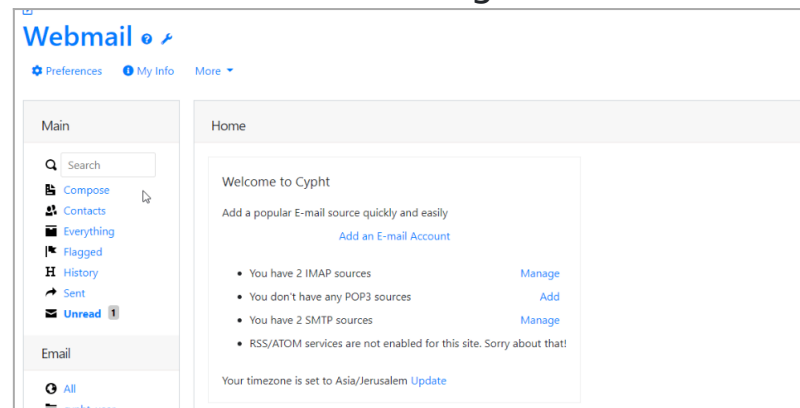 Webmail
Preferences My Info More
Main
Search
Compose
Contacts
Everything
Flagged
History
Sent
Unread 1
Email
All
Home
Welcome to Cypht
Add a popular E-mail source quickly and easily
Add an E-mail Account
You have 2 IMAP sources Manage
You don't have any POP3 sources Add
You have 2 SMTP sources Manage
RSS/ATOM services are not enabled for this site. Sorry about that!
Your timezone is set to Asia/Jerusalem Update